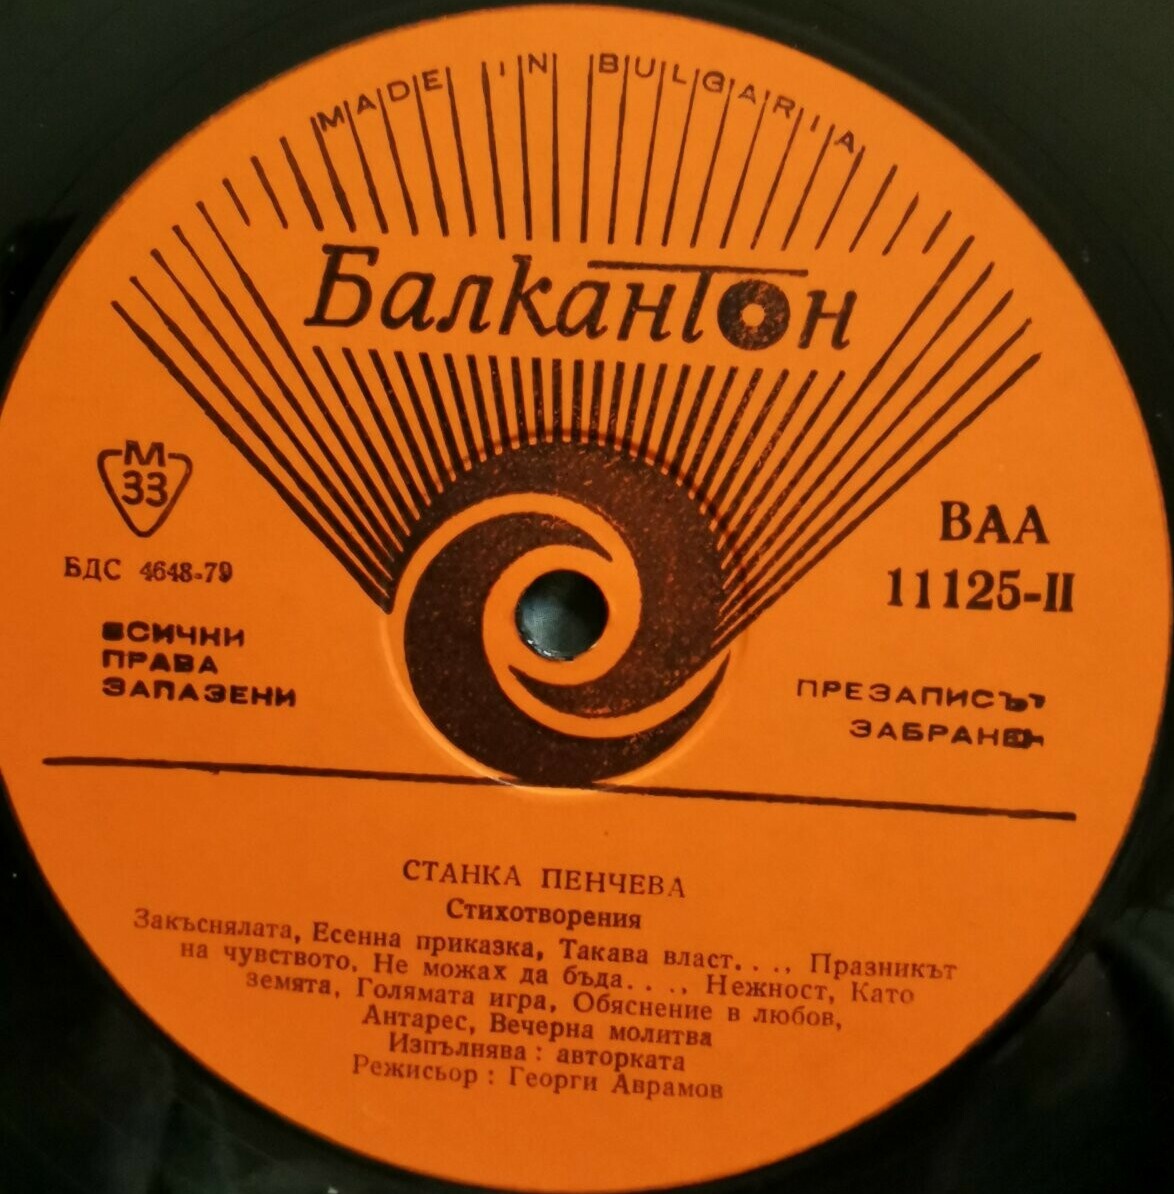 MADE IN BULGARIA
Балкантон
М
33
БДС 4648-79
ВСИЧКИ
ПРАВА
ЗАПАЗЕНИ
ВАА
11125-II
ПРЕЗАПИСЪТ
ЗАБРАНЕН
СТАНКА ПЕНЧЕВА
Стихотворения
Закъснялата, Есенна приказка, Такава власт. . ., Празникът
на чувството, Не можах да бъда. . ., Нежност, Като
земята, Голямата игра, Обяснение в любов,
Антарес, Вечерна молитва
Изпълнява : авторката
Режисьор : Георги Аврамов